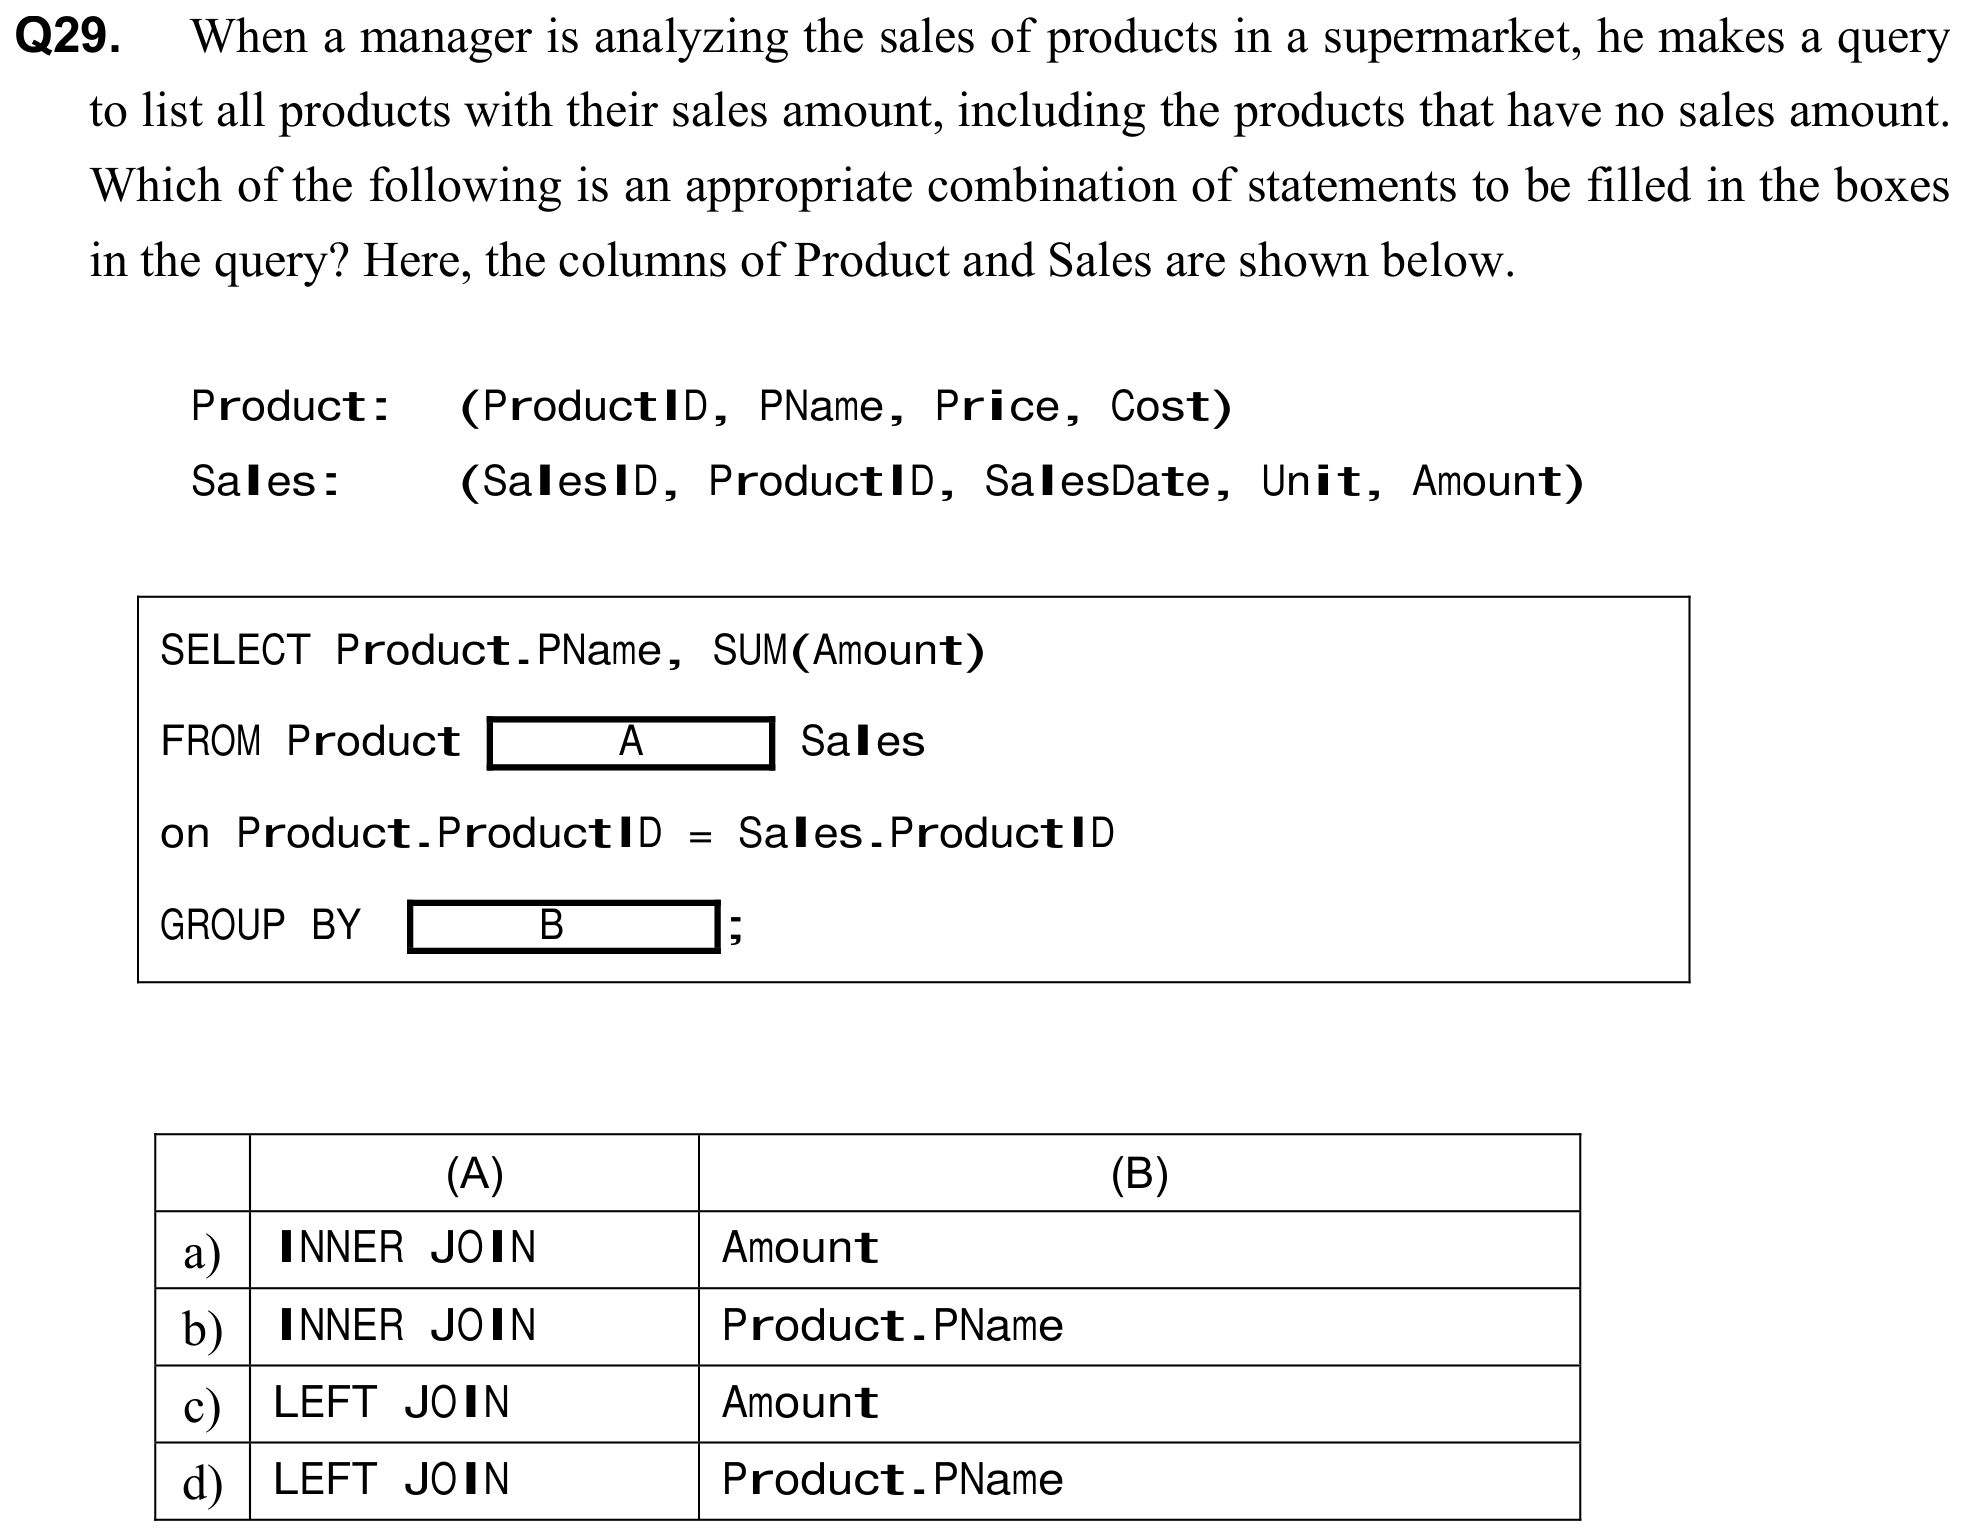 Q29. When a manager is analyzing the sales of products in a supermarket, he makes a query
to list all products with their sales amount, including the products that have no sales amount.
Which of the following is an appropriate combination of statements to be filled in the boxes
in the query? Here, the columns of Product and Sales are shown below.
Product: (ProductID, PName, Price, Cost)
Sales: (SalesID, ProductID, SalesDate, Unit, Amount)
SELECT Product.PName, SUM(Amount)
FROM Product A Sales
on Product.ProductID = Sales.ProductID
GROUP BY B ;
(A) (B)
a) INNER JOIN Amount
b) INNER JOIN Product.PName
c) LEFT JOIN Amount
d) LEFT JOIN Product.PName